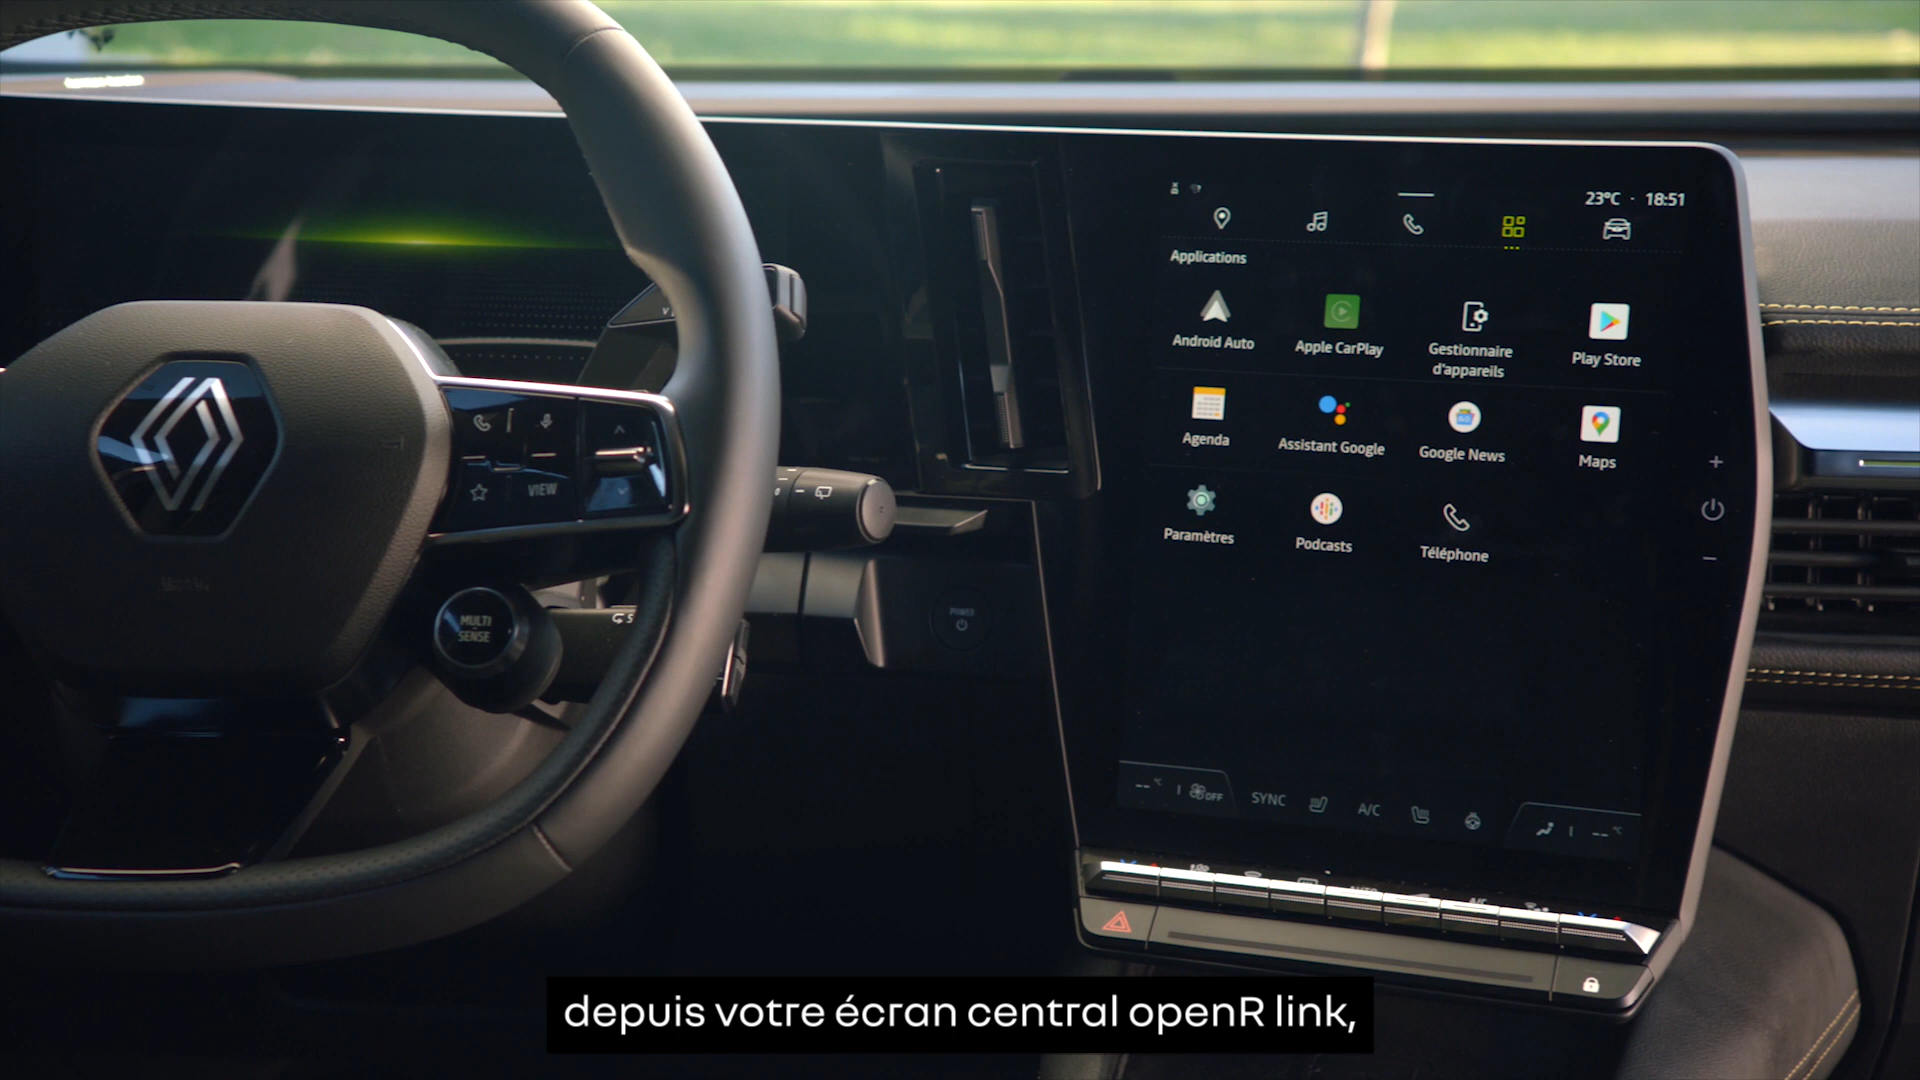 23°C · 18:51
Applications
Android Auto
Apple CarPlay
Gestionnaire
d'appareils
Play Store
Agenda
Assistant Google
Google News
Maps
Paramètres
Podcasts
Téléphone
VIEW
MULTI
SENSE
POWER
-- °C
OFF
SYNC
A/C
-- °C
depuis votre écran central openR link,